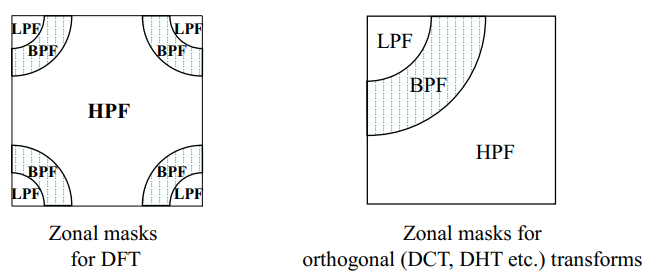 LPF LPF
BPF BPF
HPF
BPF BPF
LPF LPF
Zonal masks
for DFT
LPF
BPF
HPF
Zonal masks for
orthogonal (DCT, DHT etc.) transforms